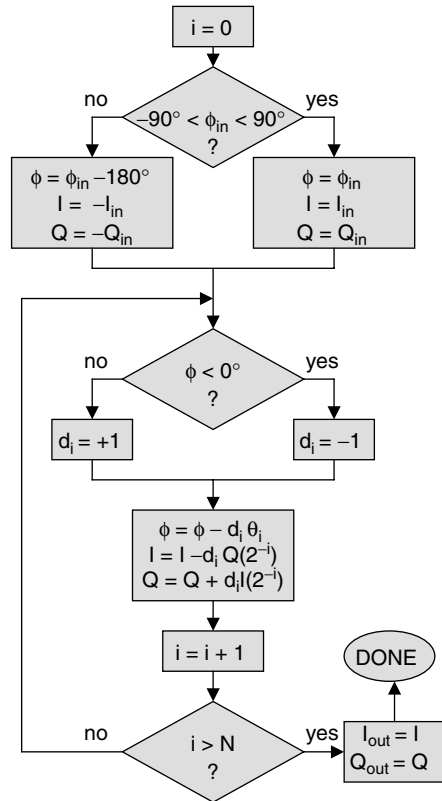 i = 0
no
yes
−90° < ϕin < 90°
?
ϕ = ϕin −180°
I = −Iin
Q = −Qin
ϕ = ϕin
I = Iin
Q = Qin
no
yes
ϕ < 0°
?
di = +1
di = −1
ϕ = ϕ − di θi
I = I −di Q(2−i)
Q = Q + diI(2−i)
i = i + 1
DONE
no
yes
i > N
?
Iout = I
Qout = Q